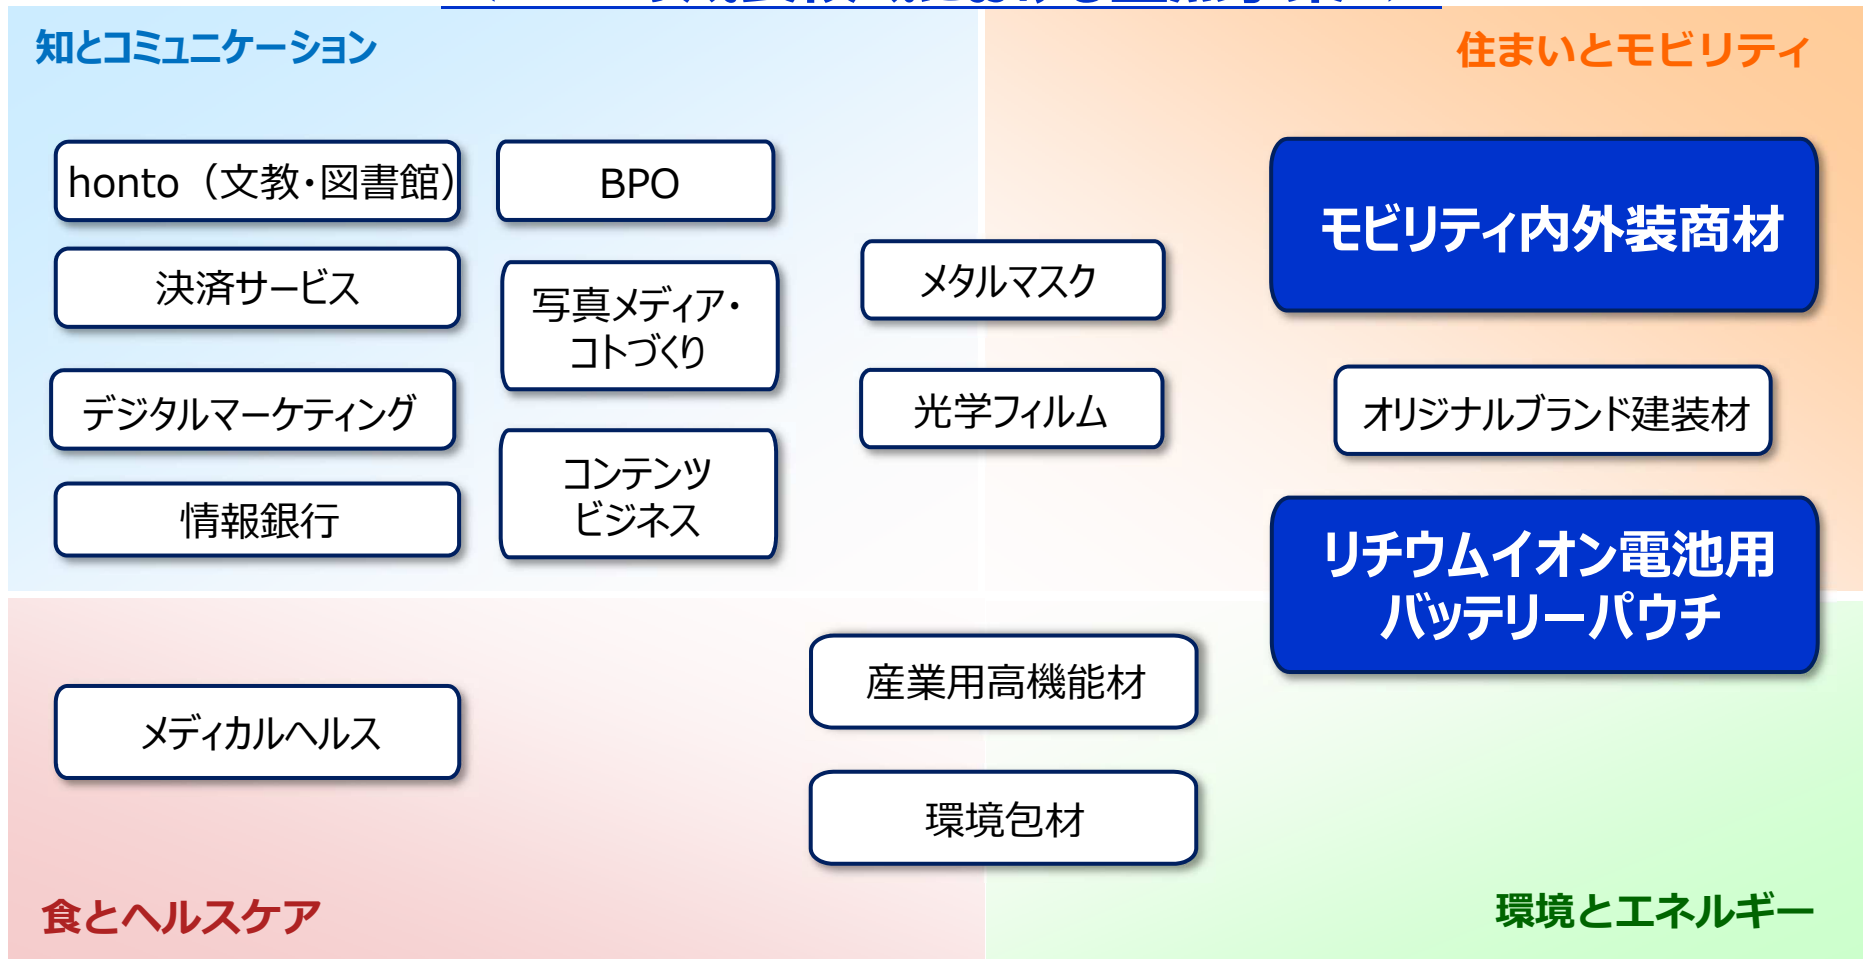 知とコミュニケーション
住まいとモビリティ
honto（文教・図書館）
BPO
モビリティ内外装商材
決済サービス
写真メディア・
コトづくり
メタルマスク
デジタルマーケティング
光学フィルム
オリジナルブランド建装材
コンテンツ
ビジネス
情報銀行
リチウムイオン電池用
バッテリーパウチ
産業用高機能材
メディカルヘルス
環境包材
食とヘルスケア
環境とエネルギー